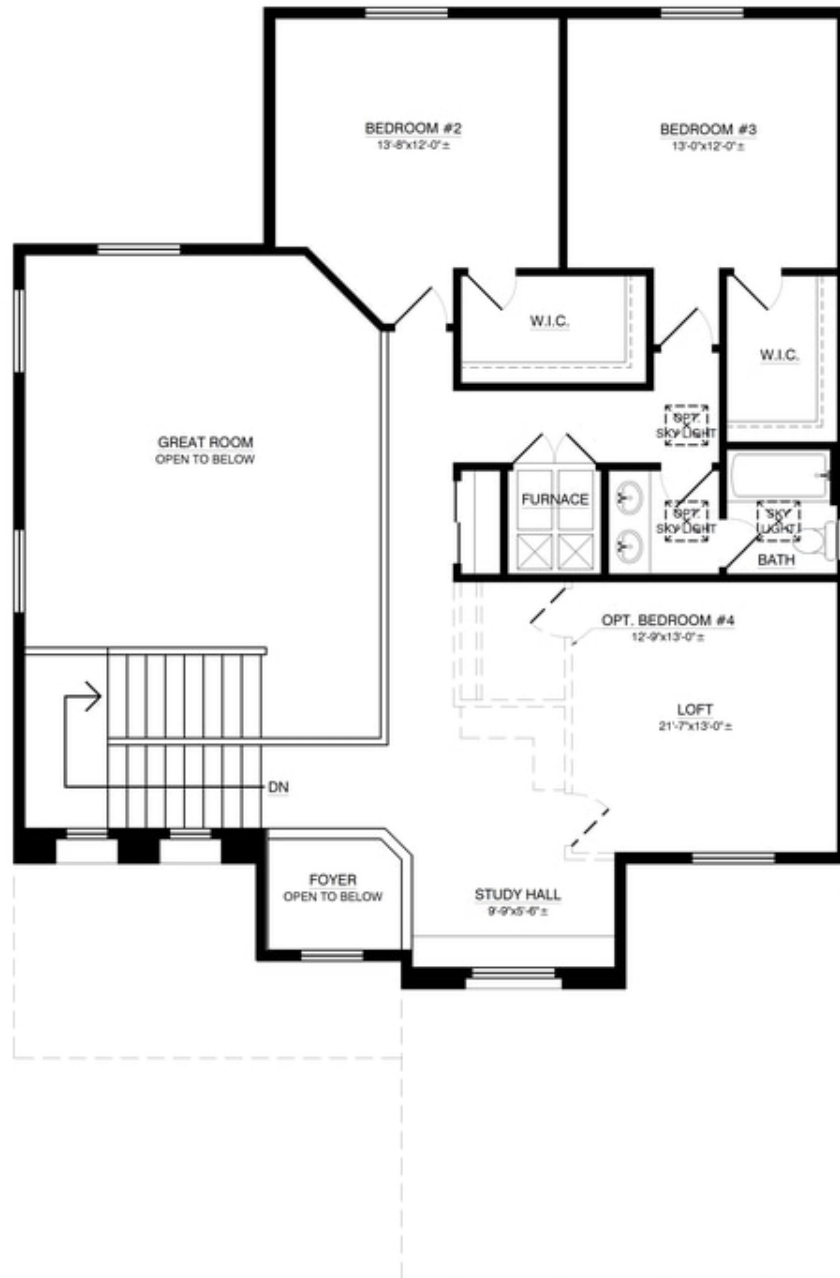 BEDROOM #2
13'-8"x12'-0"±
BEDROOM #3
13'-0"x12'-0"±
W.I.C.
W.I.C.
GREAT ROOM
OPEN TO BELOW
OPT.
SKY LIGHT
FURNACE
OPT.
SKY LIGHT
SKY
LIGHT
BATH
OPT. BEDROOM #4
12'-9"x13'-0"±
LOFT
21'-7"x13'-0"±
DN
FOYER
OPEN TO BELOW
STUDY HALL
9'-9"x5'-6"±